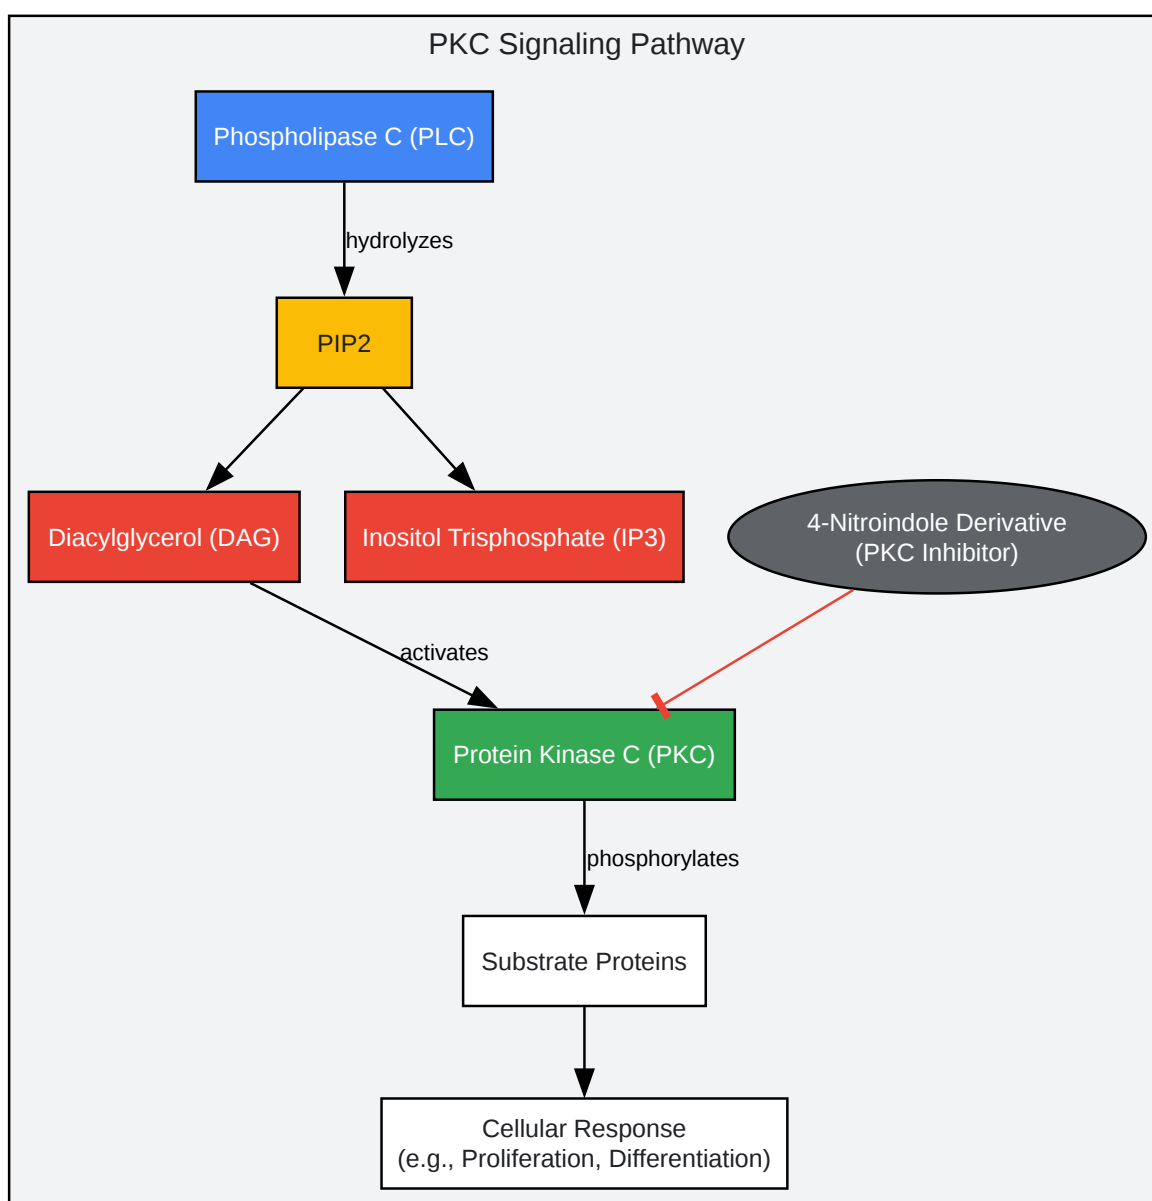 PKC Signaling Pathway
Phospholipase C (PLC)
hydrolyzes
PIP2
Diacylglycerol (DAG)
Inositol Trisphosphate (IP3)
4-Nitroindole Derivative
(PKC Inhibitor)
activates
Protein Kinase C (PKC)
phosphorylates
Substrate Proteins
Cellular Response
(e.g., Proliferation, Differentiation)